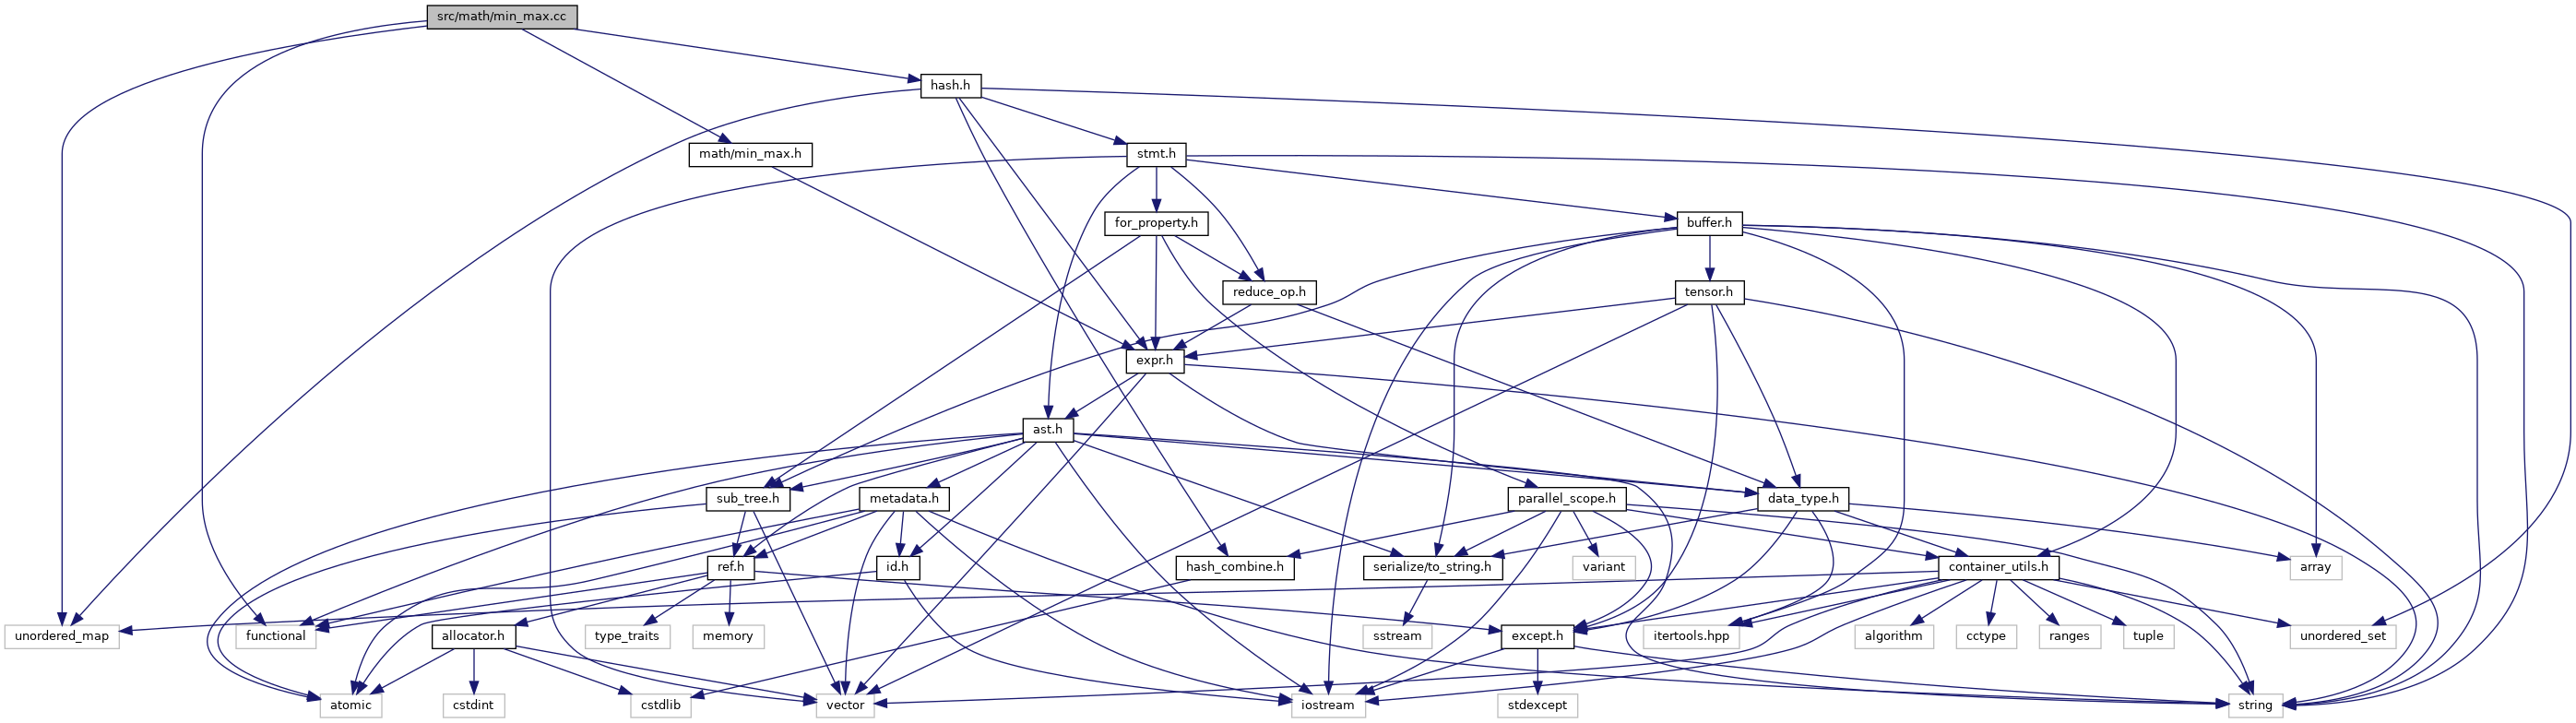 src/math/min_max.cc
hash.h
math/min_max.h
stmt.h
for_property.h
buffer.h
reduce_op.h
tensor.h
expr.h
ast.h
sub_tree.h
metadata.h
parallel_scope.h
data_type.h
ref.h
id.h
hash_combine.h
serialize/to_string.h
variant
container_utils.h
array
unordered_map
functional
allocator.h
type_traits
memory
sstream
except.h
itertools.hpp
algorithm
cctype
ranges
tuple
unordered_set
atomic
cstdint
cstdlib
vector
iostream
stdexcept
string